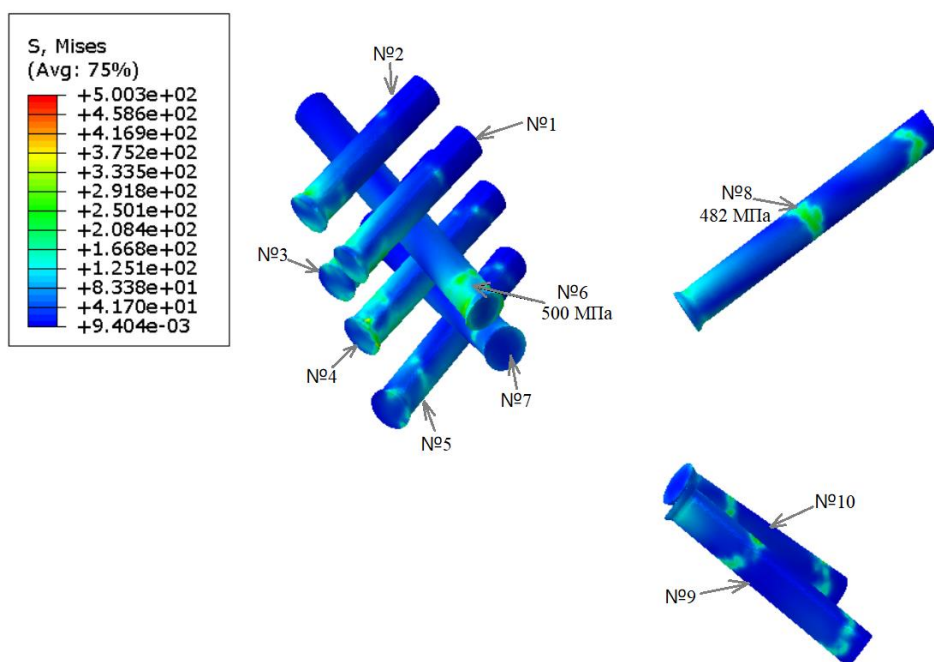 S, Mises
(Avg: 75%)
+5.003e+02
+4.586e+02
+4.169e+02
+3.752e+02
+3.335e+02
+2.918e+02
+2.501e+02
+2.084e+02
+1.668e+02
+1.251e+02
+8.338e+01
+4.170e+01
+9.404e-03
№2
№1
№3
№6
500 МПа
№4
№7
№5
№8
482 МПа
№10
№9